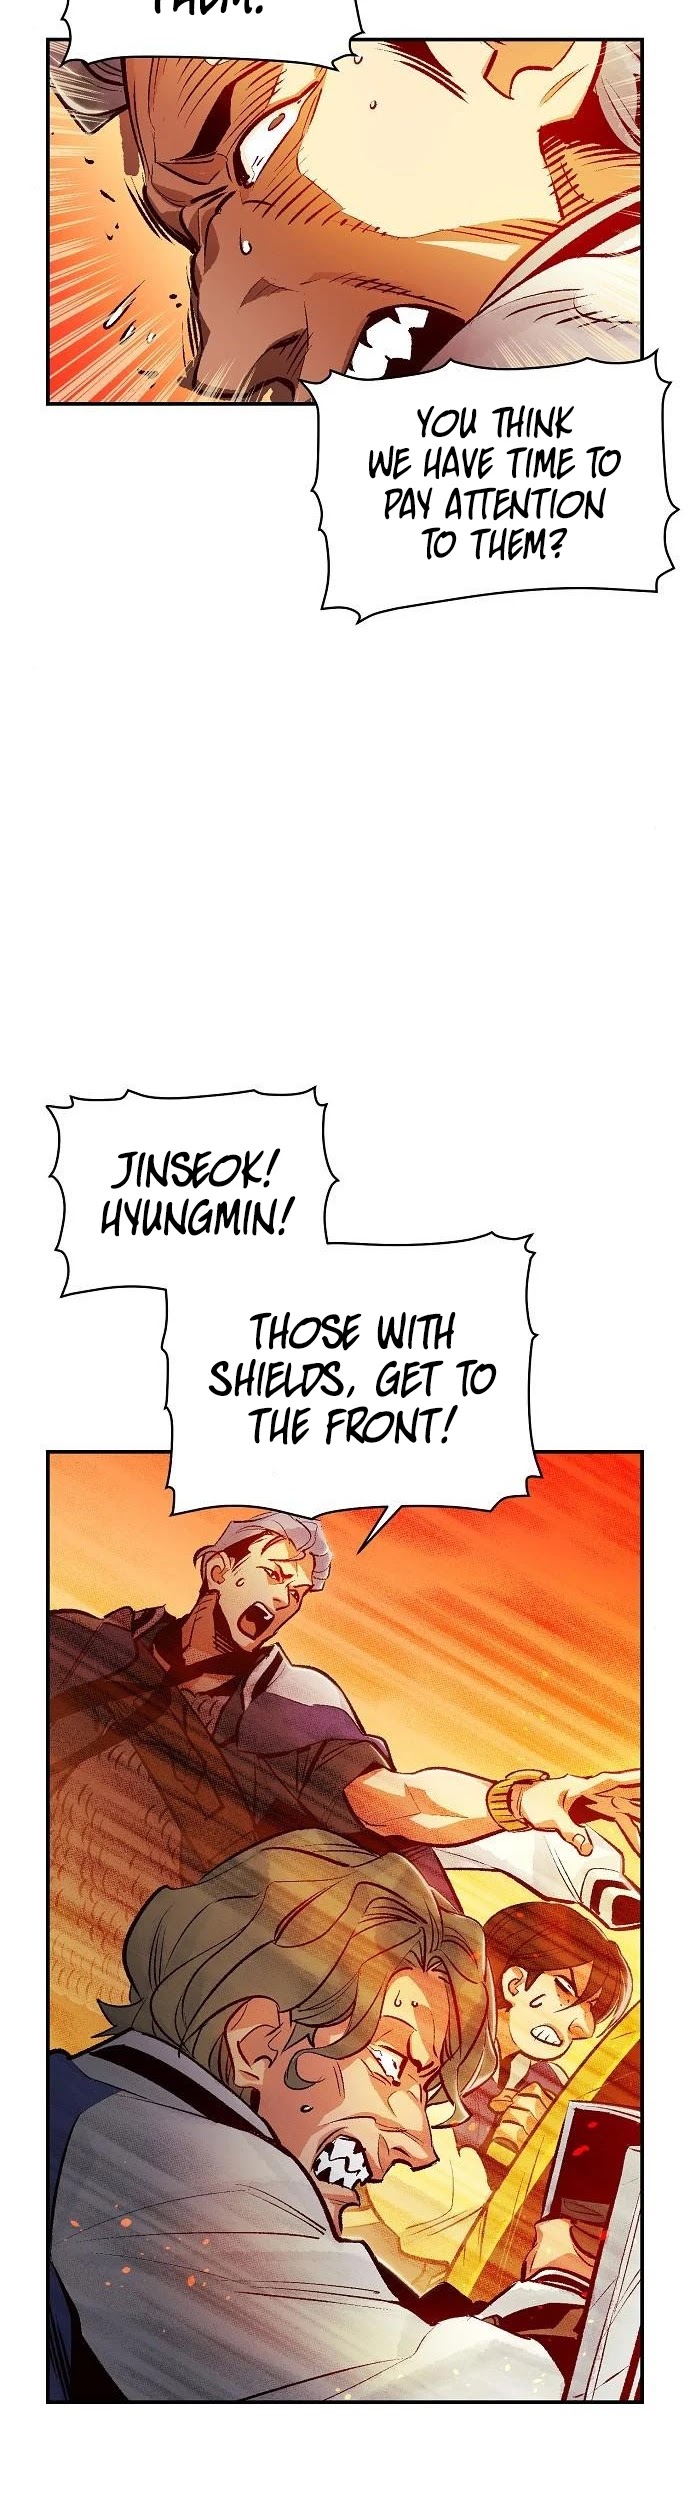 THEM.
YOU THINK
WE HAVE TIME TO
PAY ATTENTION
TO THEM?
JINSEOK!
HYUNGMIN!
THOSE WITH
SHIELDS, GET TO
THE FRONT!